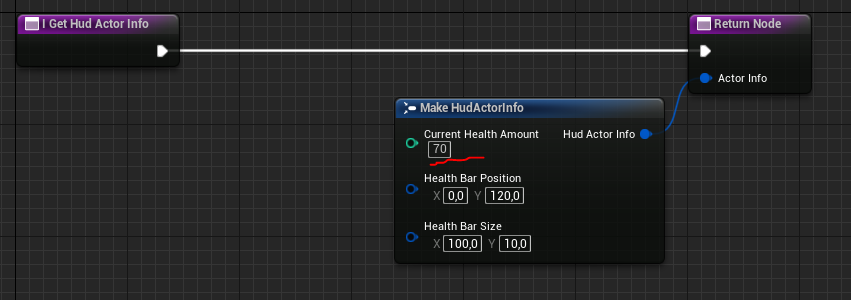 I Get Hud Actor Info
Return Node
Actor Info
Make HudActorInfo
Current Health Amount Hud Actor Info
70
Health Bar Position
X 0,0 Y 120,0
Health Bar Size
X 100,0 Y 10,0